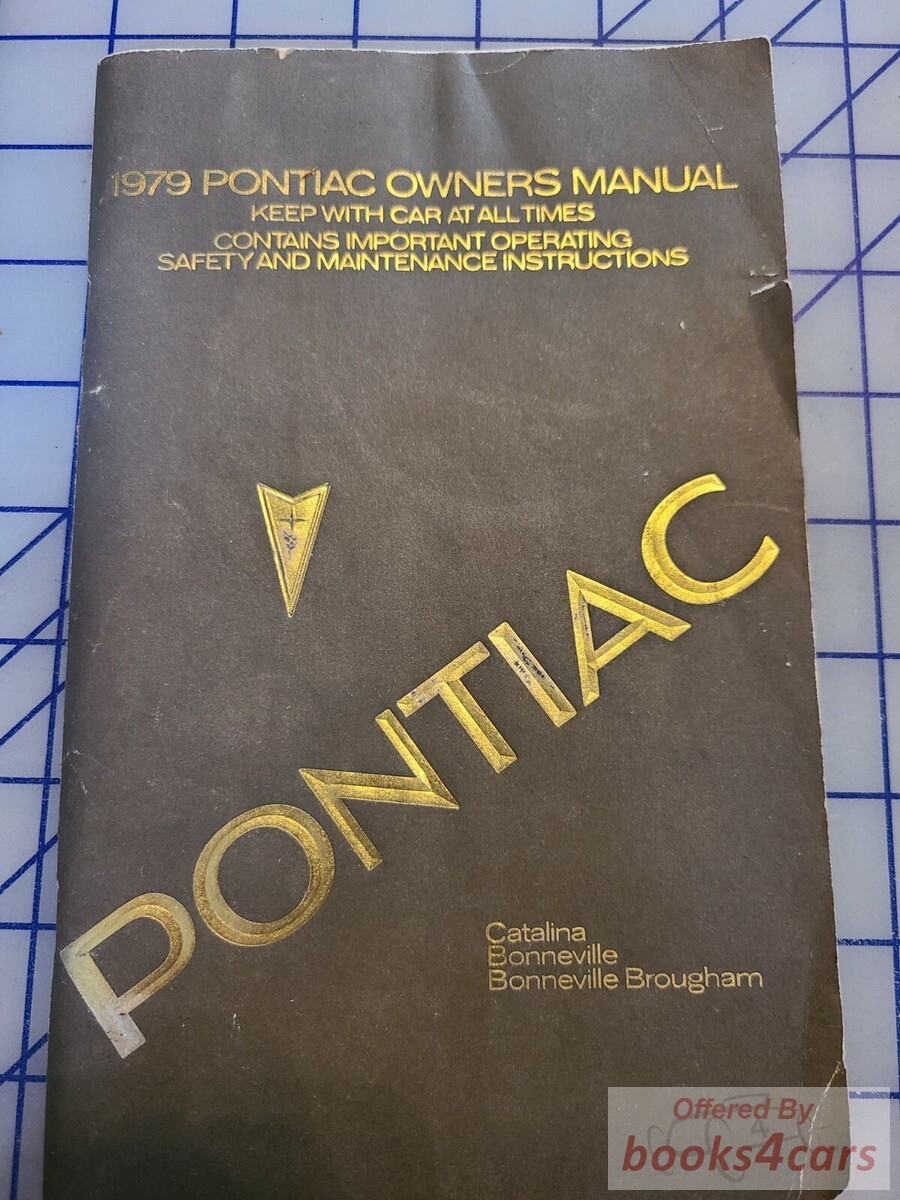 1979 PONTIAC OWNERS MANUAL
KEEP WITH CAR AT ALL TIMES
CONTAINS IMPORTANT OPERATING
SAFETY AND MAINTENANCE INSTRUCTIONS
PONTIAC
Catalina
Bonneville
Bonneville Brougham
Offered By
books4cars